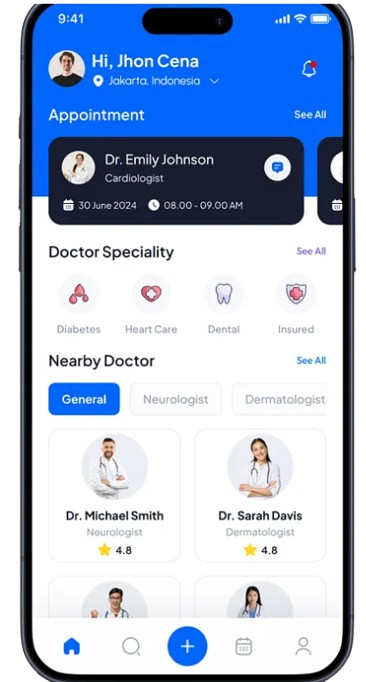 9:41
Hi, Jhon Cena
Jakarta, Indonesia
Appointment See All
Dr. Emily Johnson
Cardiologist
30 June 2024 08.00 - 09.00 AM
Doctor Speciality See All
Diabetes Heart Care Dental Insured
Nearby Doctor See All
General Neurologist Dermatologist
Dr. Michael Smith Dr. Sarah Davis
Neurologist Dermatologist
4.8 4.8